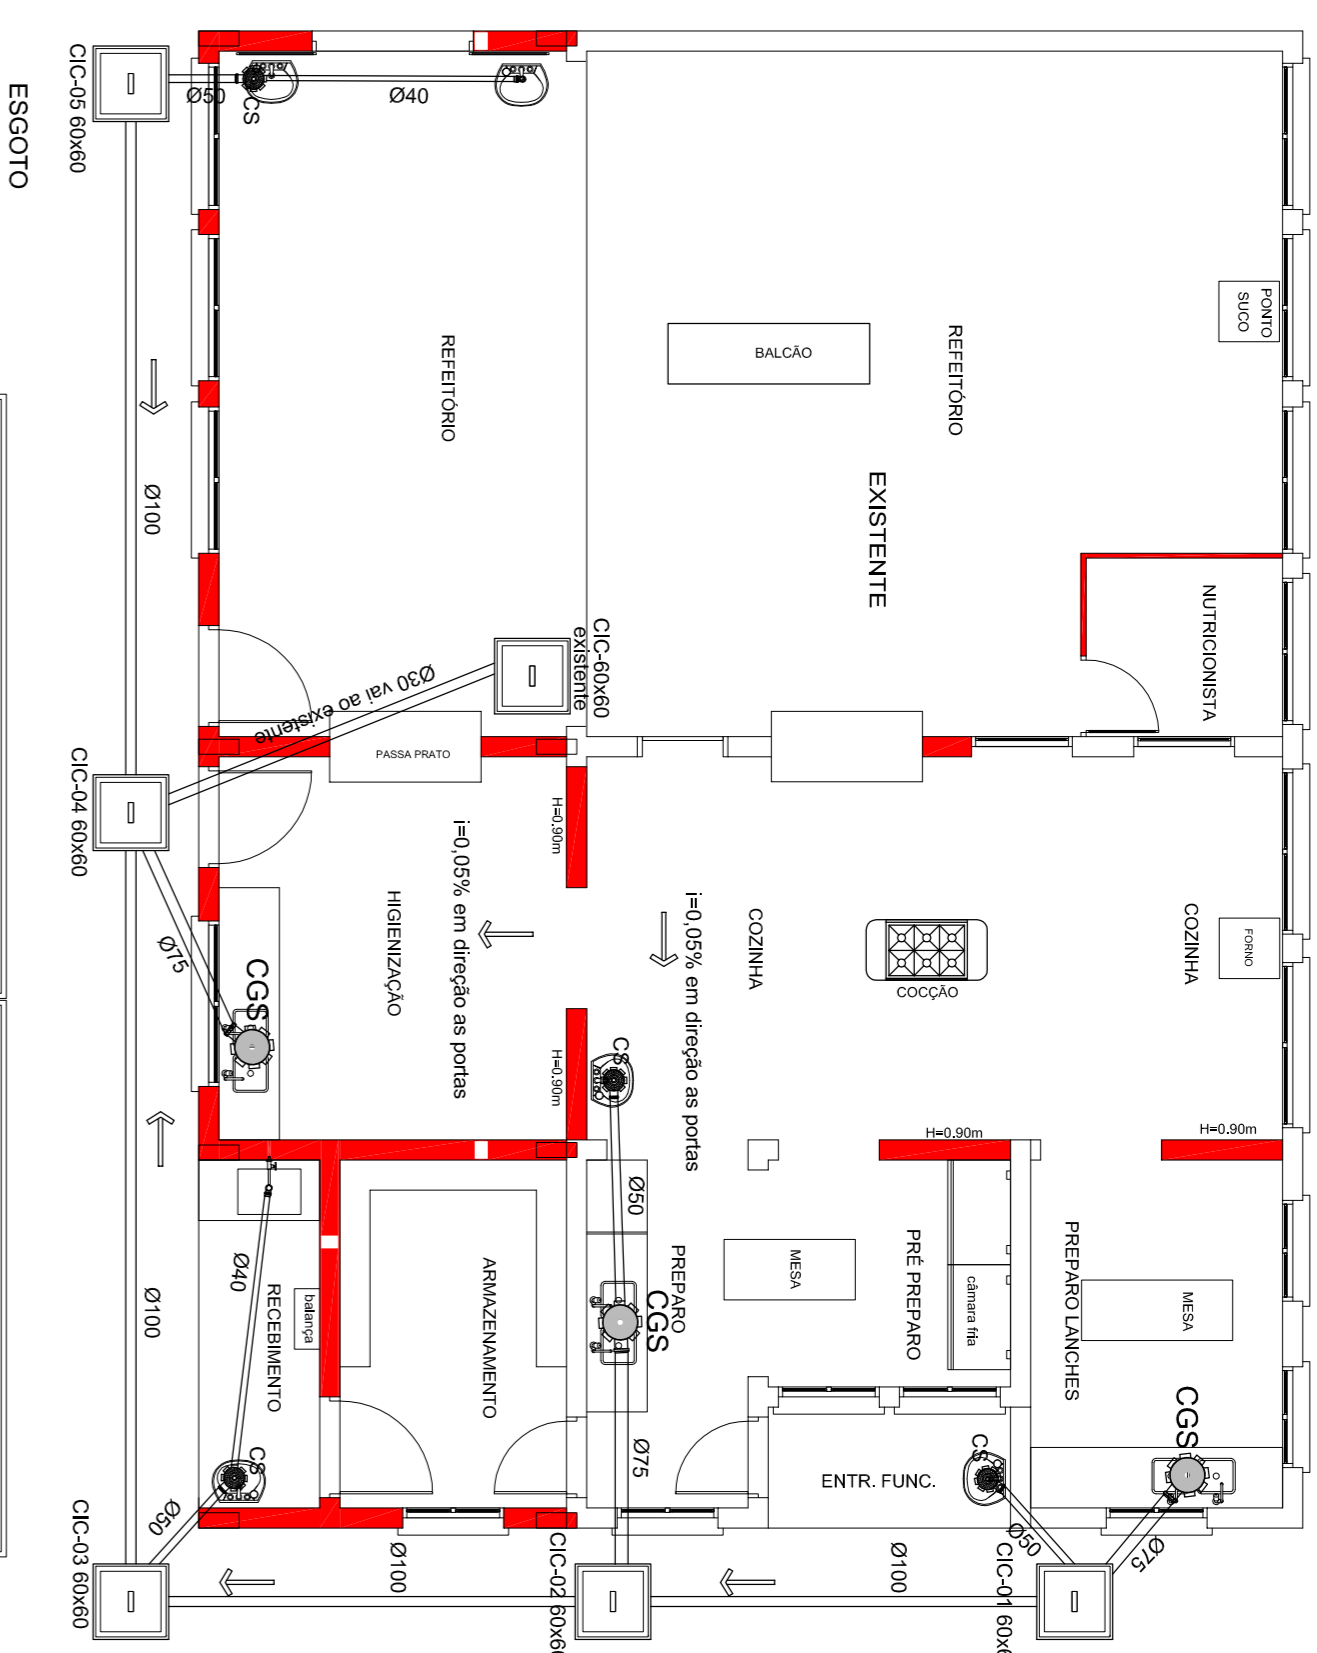 ESGOTO
CIC-05 60x60
Ø50
CS
Ø40
REFEITÓRIO
BALCÃO
REFEITÓRIO
PONTO
SUCO
EXISTENTE
NUTRICIONISTA
Ø100
CIC-60x60
existente
Ø30 vai ao existente
PASSA PRATO
CIC-04 60x60
Ø75
CGS
HIGIENIZAÇÃO
i=0,05% em direção as portas
H=0.90m
H=0.90m
i=0,05% em direção as portas
COZINHA
COCÇÃO
COZINHA
FORNO
CS
Ø50
H=0.90m
H=0.90m
Ø100
Ø40
RECEBIMENTO
balança
ARMAZENAMENTO
PREPARO
CGS
MESA
PRÉ PREPARO
câmara fria
PREPARO LANCHES
MESA
CGS
CS
Ø50
Ø75
ENTR. FUNC.
CS
Ø50
Ø75
CIC-03 60x60
Ø100
CIC-02 60x6
Ø100
CIC-01 60x6